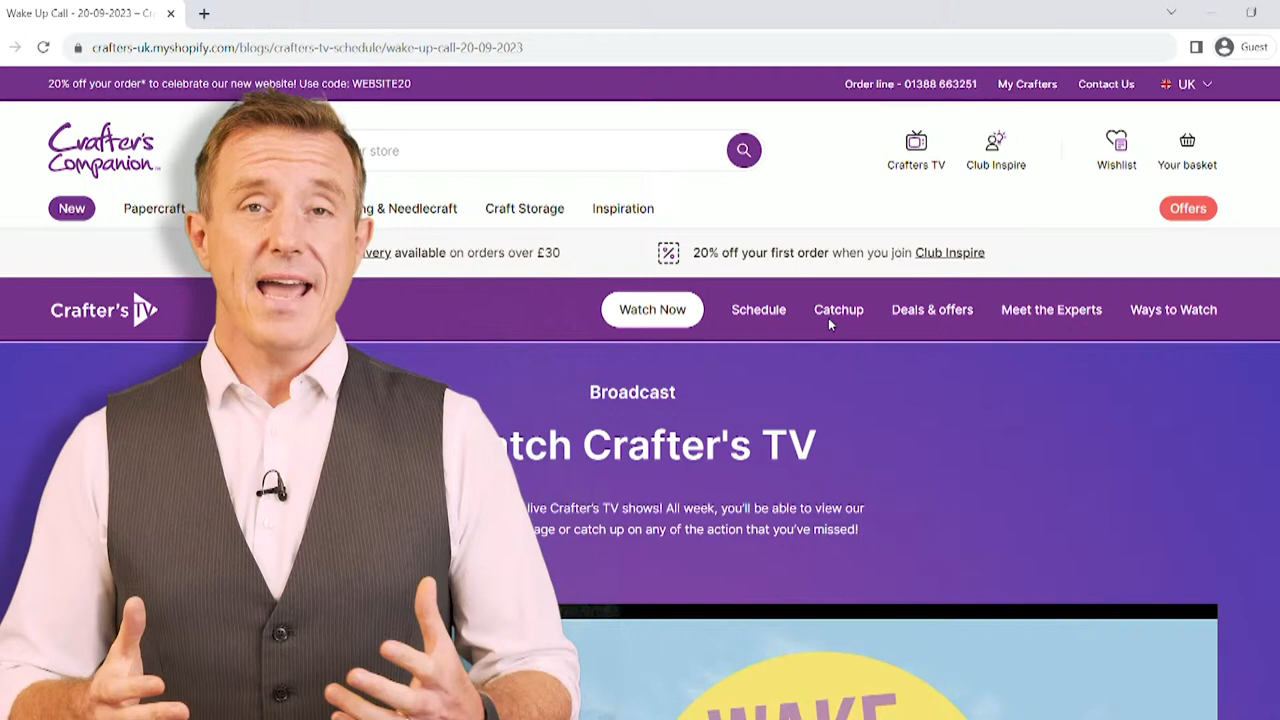 Wake Up Call - 20-09-2023 – Cr
crafters-uk.myshopify.com/blogs/crafters-tv-schedule/wake-up-call-20-09-2023
Guest
20% off your order* to celebrate our new website! Use code: WEBSITE20
Order line - 01388 663251
My Crafters
Contact Us
UK
Crafter's
Companion
store
Crafters TV
Club Inspire
Wishlist
Your basket
New
Papercraft
& Needlecraft
Craft Storage
Inspiration
Offers
available on orders over £30
20% off your first order when you join Club Inspire
Crafter's TV
Watch Now
Schedule
Catchup
Deals & offers
Meet the Experts
Ways to Watch
Broadcast
tch Crafter's TV
live Crafter's TV shows! All week, you'll be able to view our
or catch up on any of the action that you've missed!
WAKE